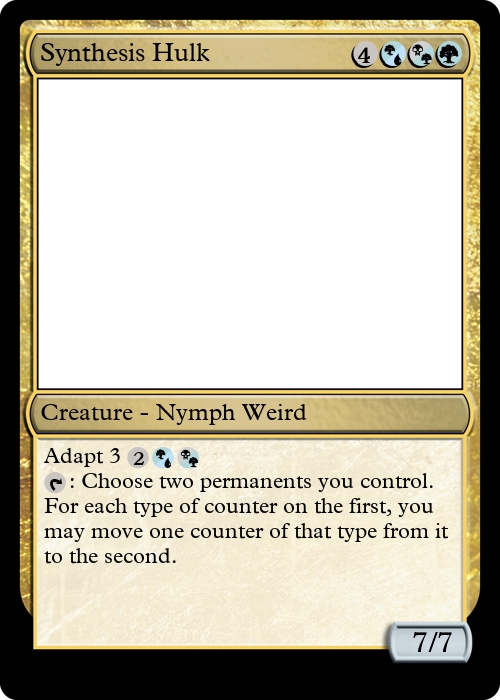 Synthesis Hulk 4
Creature - Nymph Weird
Adapt 3 2
: Choose two permanents you control.
For each type of counter on the first, you
may move one counter of that type from it
to the second.
7/7